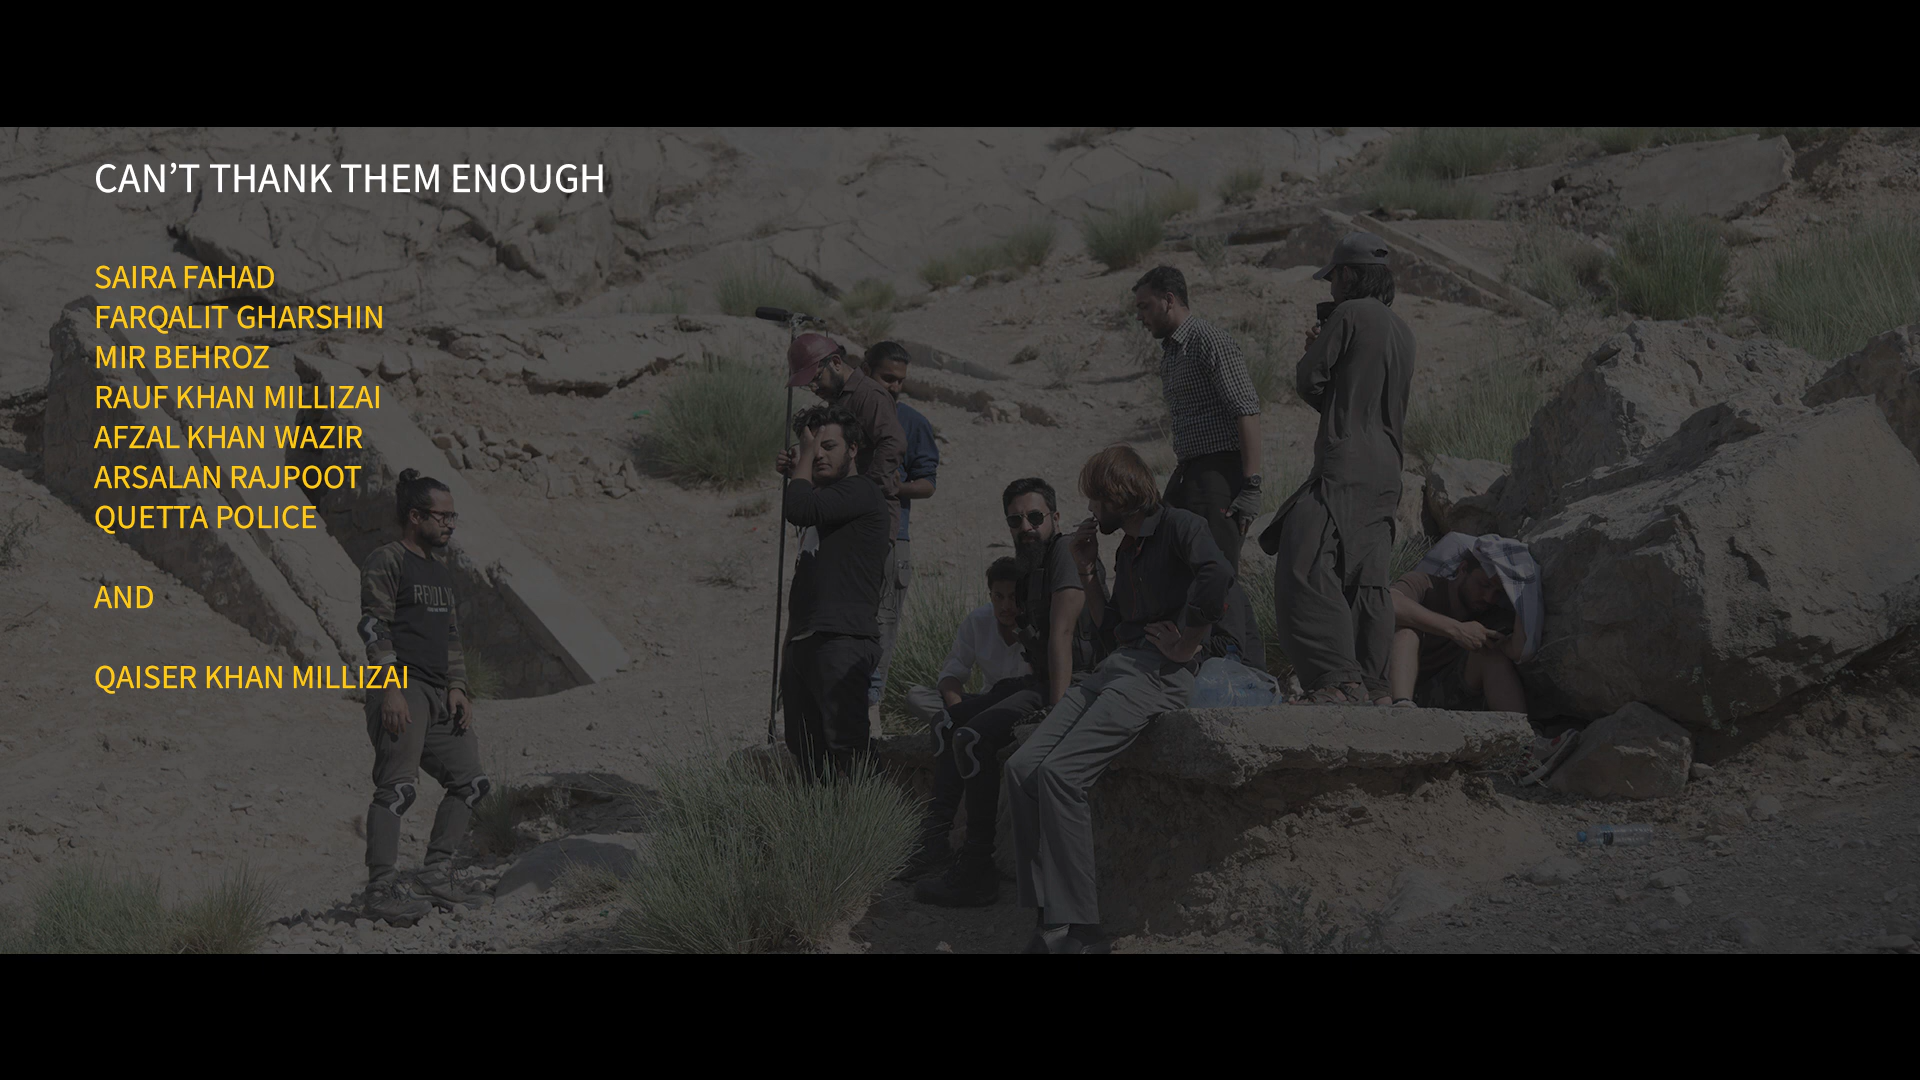 CAN’T THANK THEM ENOUGH
SAIRA FAHAD
FARQALIT GHARSHIN
MIR BEHROZ
RAUF KHAN MILLIZAI
AFZAL KHAN WAZIR
ARSALAN RAJPOOT
QUETTA POLICE
AND
QAISER KHAN MILLIZAI